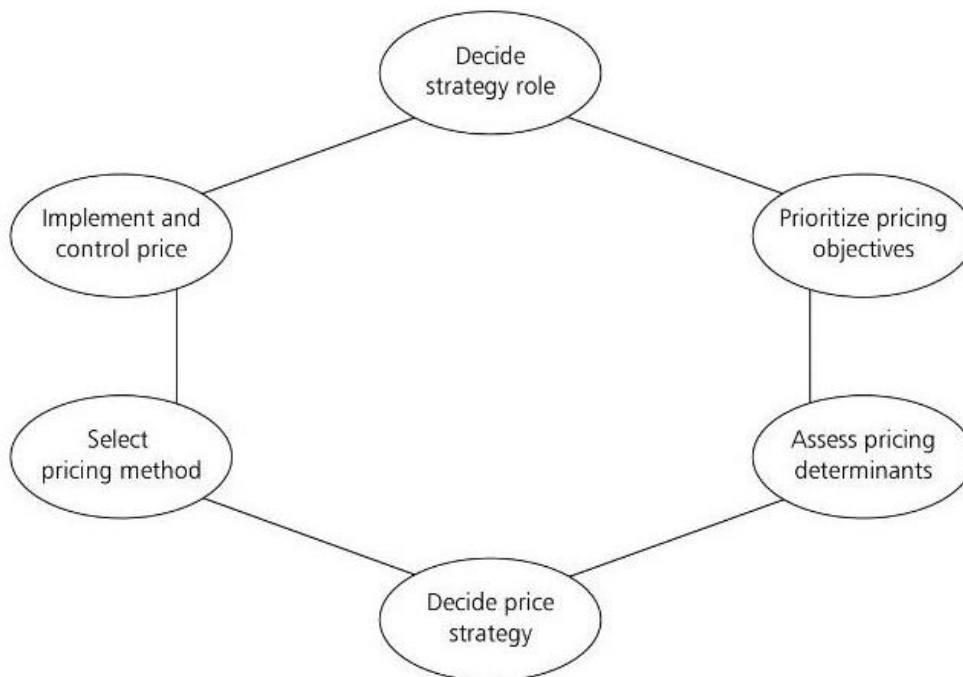 Decide
strategy role
Implement and
control price
Prioritize pricing
objectives
Select
pricing method
Assess pricing
determinants
Decide price
strategy